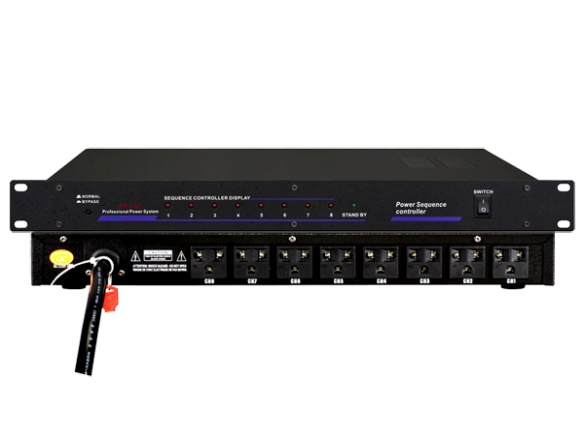 SWITCH
NORMAL
BYPASS
SEQUENCE CONTROLLER DISPLAY
Professional Power System
1 2 3 4 5 6 7 8 STAND BY
Power Sequence
controller
CH8 CH7 CH6 CH5 CH4 CH3 CH2 CH1